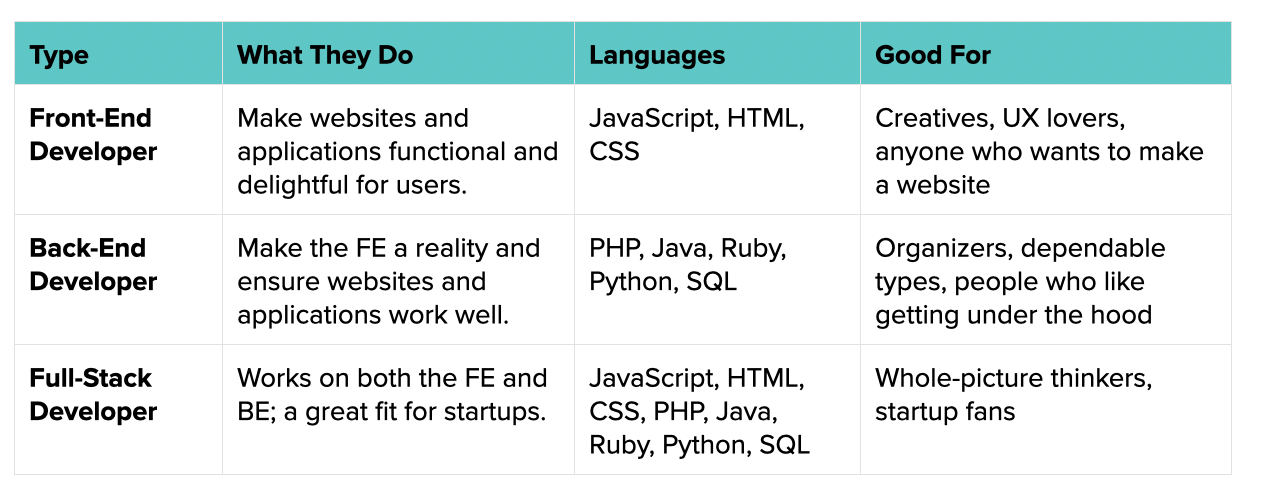 Type
What They Do
Languages
Good For
Front-End
Developer
Make websites and
applications functional and
delightful for users.
JavaScript, HTML,
CSS
Creatives, UX lovers,
anyone who wants to make
a website
Back-End
Developer
Make the FE a reality and
ensure websites and
applications work well.
PHP, Java, Ruby,
Python, SQL
Organizers, dependable
types, people who like
getting under the hood
Full-Stack
Developer
Works on both the FE and
BE; a great fit for startups.
JavaScript, HTML,
CSS, PHP, Java,
Ruby, Python, SQL
Whole-picture thinkers,
startup fans